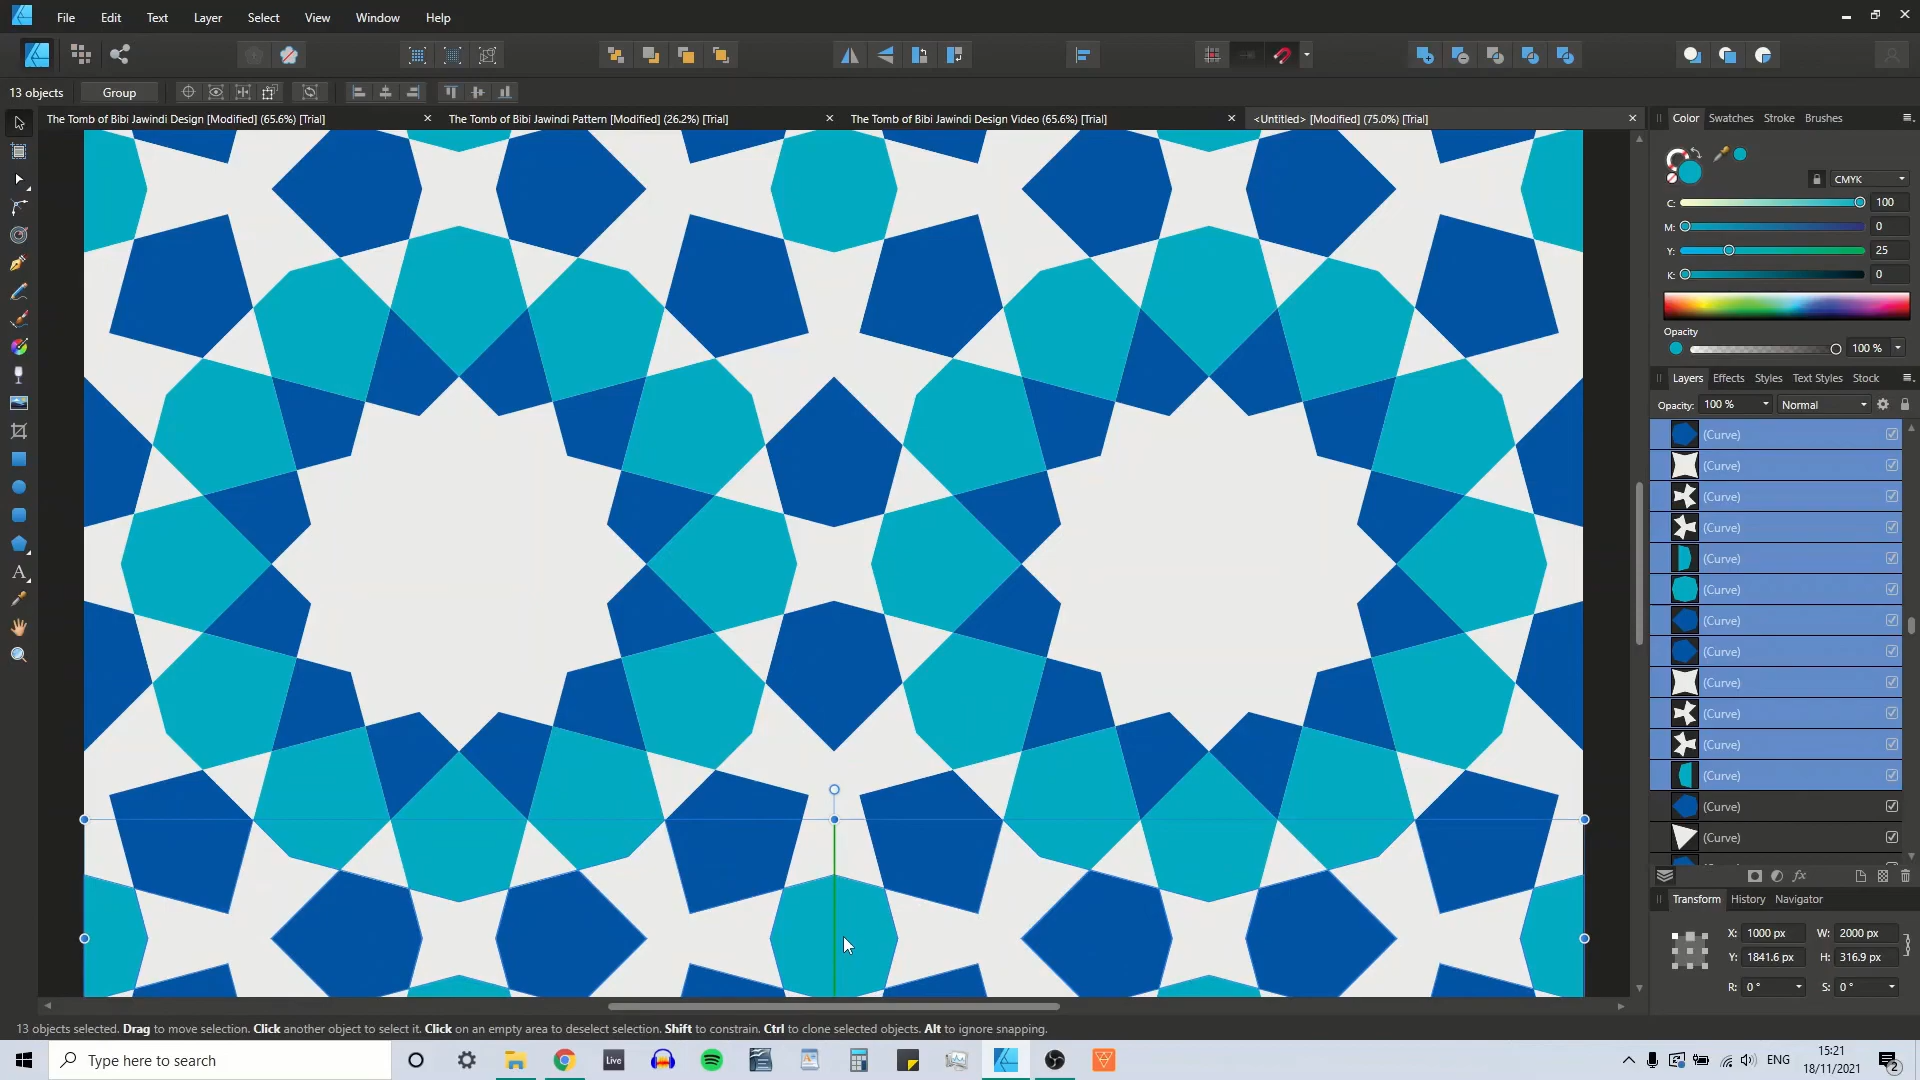 File Edit Text Layer Select View Window Help
13 objects Group
The Tomb of Bibi Jawindi Design [Modified] (65.6%) [Trial]
The Tomb of Bibi Jawindi Pattern [Modified] (26.2%) [Trial]
The Tomb of Bibi Jawindi Design Video (65.6%) [Trial]
<Untitled> [Modified] (75.0%) [Trial]
Color Swatches Stroke Brushes
CMYK
C: 100
M: 0
Y: 25
K: 0
Opacity
100 %
Layers Effects Styles Text Styles Stock
Opacity: 100 % Normal
(Curve)
(Curve)
(Curve)
(Curve)
(Curve)
(Curve)
(Curve)
(Curve)
(Curve)
(Curve)
(Curve)
(Curve)
(Curve)
(Curve)
fx
Transform History Navigator
X: 1000 px W: 2000 px
Y: 1841.6 px H: 316.9 px
R: 0 ° S: 0 °
13 objects selected. Drag to move selection. Click another object to select it. Click on an empty area to deselect selection. Shift to constrain. Ctrl to clone selected objects. Alt to ignore snapping.
Type here to search
Live
ENG
15:21
18/11/2021
2